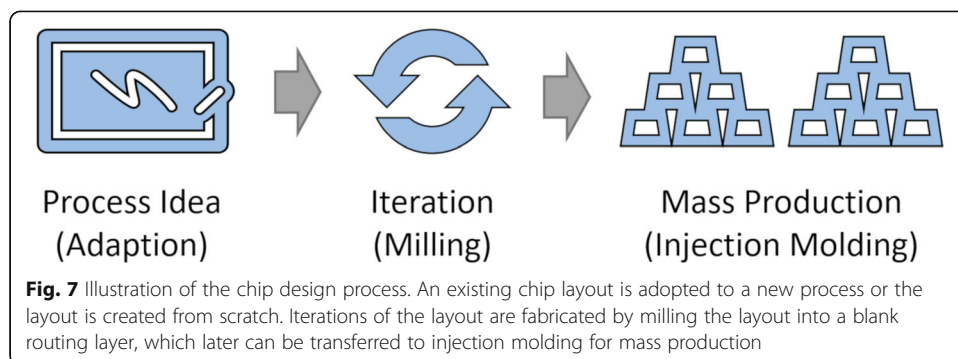 Process Idea
(Adaption)
Iteration
(Milling)
Mass Production
(Injection Molding)
Fig. 7 Illustration of the chip design process. An existing chip layout is adopted to a new process or the
layout is created from scratch. Iterations of the layout are fabricated by milling the layout into a blank
routing layer, which later can be transferred to injection molding for mass production